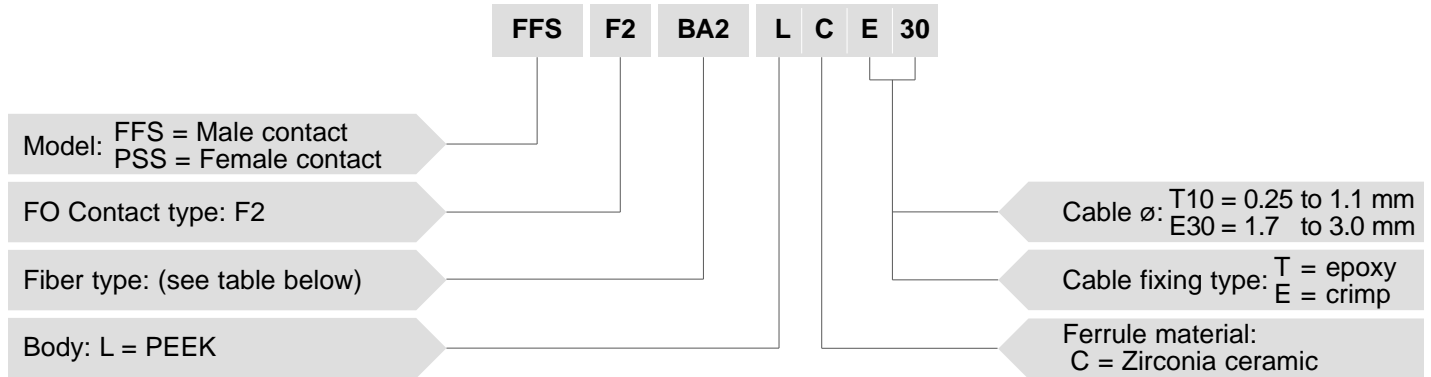 FFS F2 BA2 L C E 30
Model: FFS = Male contact
PSS = Female contact
FO Contact type: F2
Fiber type: (see table below)
Body: L = PEEK
Cable ø: T10 = 0.25 to 1.1 mm
E30 = 1.7 to 3.0 mm
Cable fixing type: T = epoxy
E = crimp
Ferrule material:
C = Zirconia ceramic